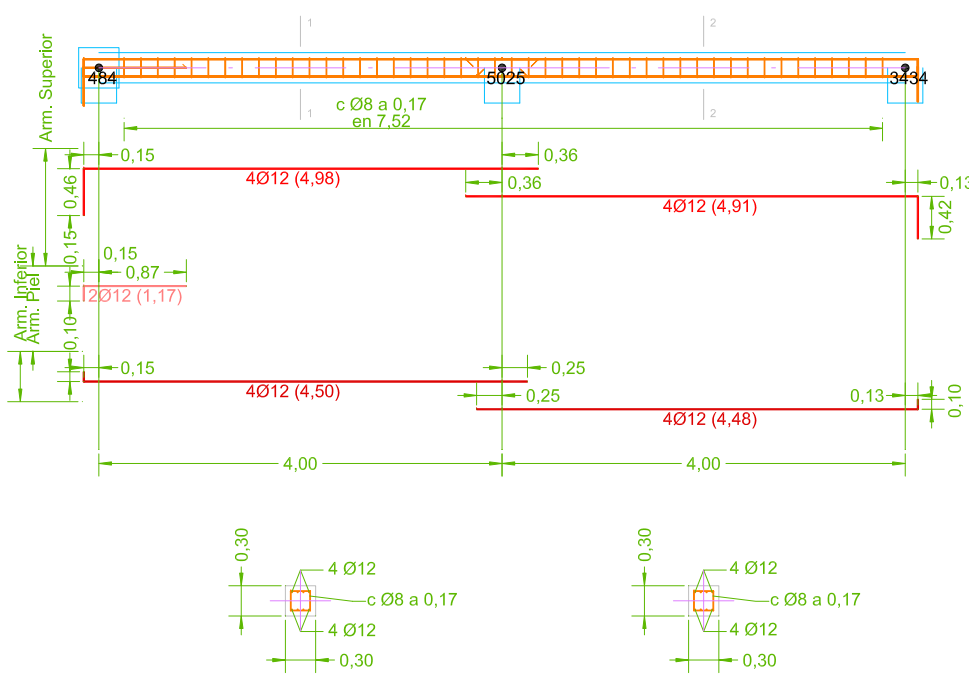 1
2
484
5025
3434
1
2
Arm. Superior
c Ø8 a 0,17
en 7,52
0,15
0,36
0,46
4Ø12 (4,98)
0,36
0,13
4Ø12 (4,91)
0,42
0,15
0,15
0,87
2Ø12 (1,17)
Arm. Inferior
Arm. Piel
0,10
0,15
0,25
4Ø12 (4,50)
0,25
0,13
0,10
4Ø12 (4,48)
4,00
4,00
0,30
4 Ø12
c Ø8 a 0,17
4 Ø12
0,30
0,30
4 Ø12
c Ø8 a 0,17
4 Ø12
0,30